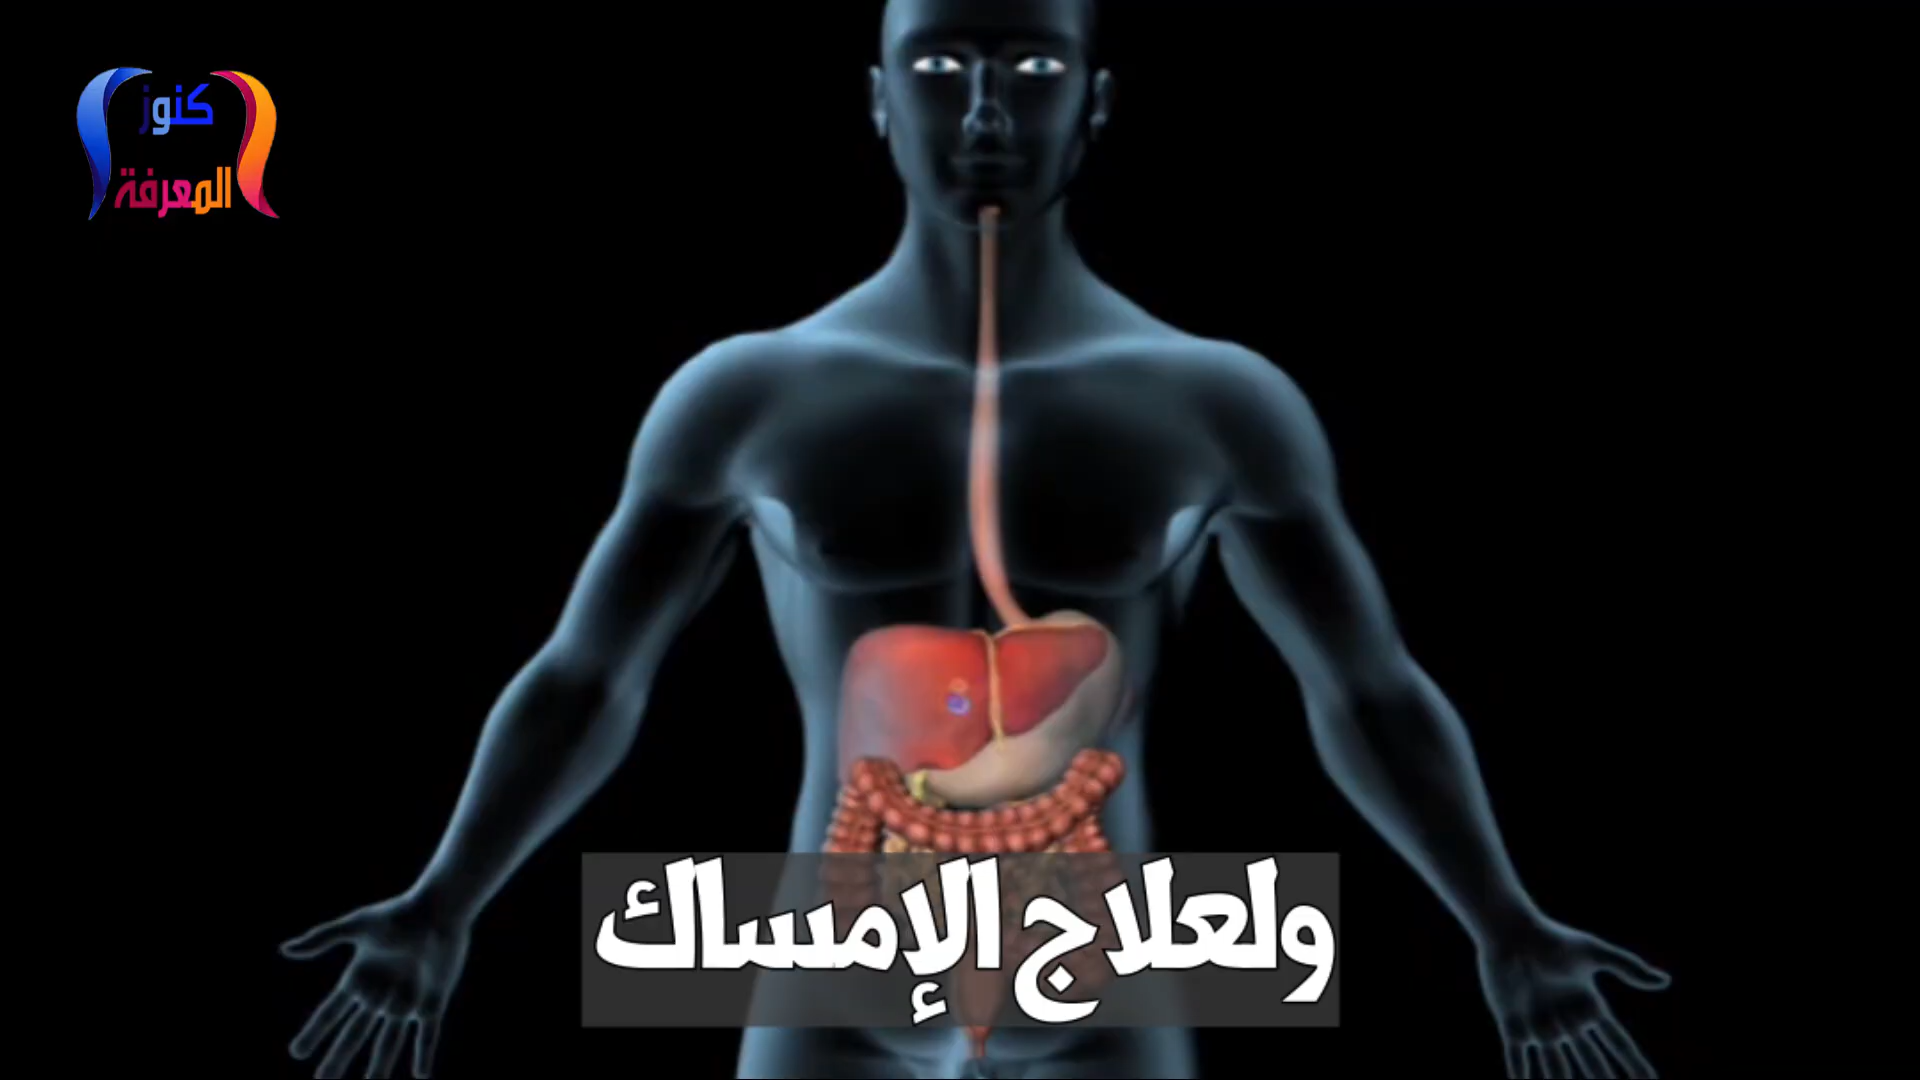 كنوز
المعرفة
ولعلاج الإمساك